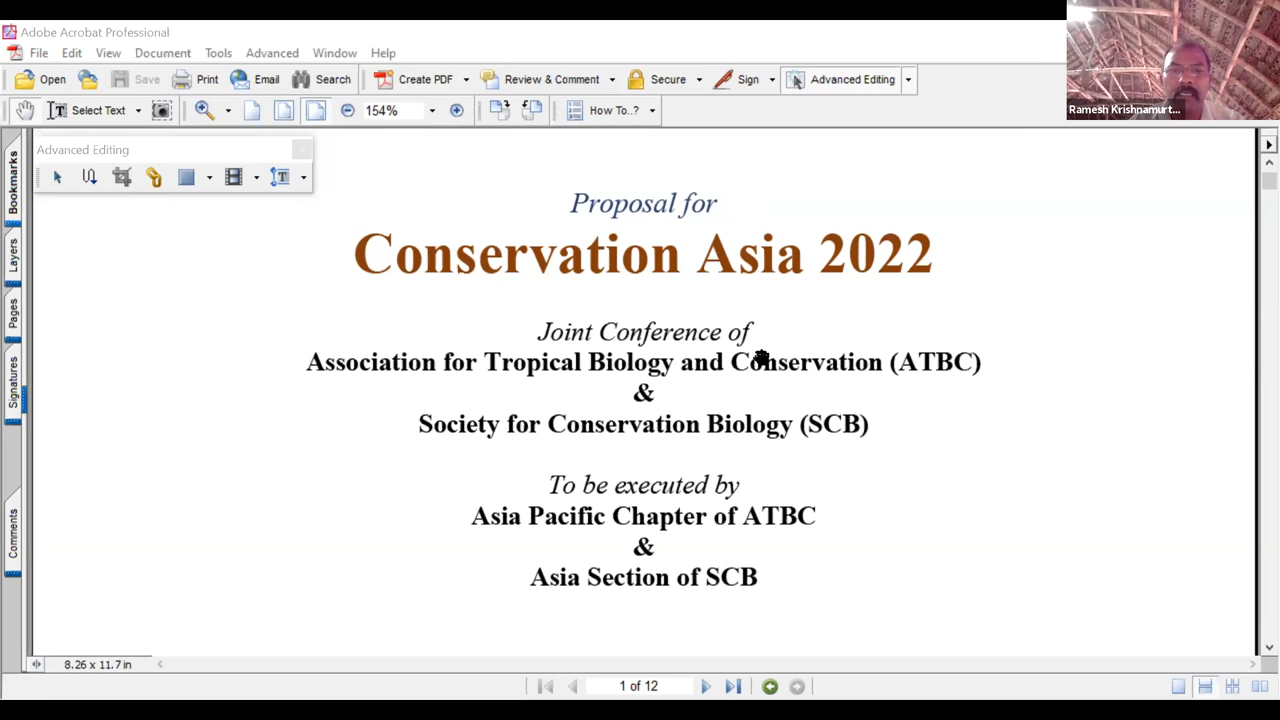 Adobe Acrobat Professional
File Edit View Document Tools Advanced Window Help
Open Save Print Email Search Create PDF Review & Comment Secure Sign Advanced Editing
Ramesh Krishnamurt...
Select Text 154% How To..?
Advanced Editing
Bookmarks
Layers
Pages
Signatures
Comments
Proposal for
Conservation Asia 2022
Joint Conference of
Association for Tropical Biology and Conservation (ATBC)
&
Society for Conservation Biology (SCB)
To be executed by
Asia Pacific Chapter of ATBC
&
Asia Section of SCB
8.26 x 11.7 in
1 of 12